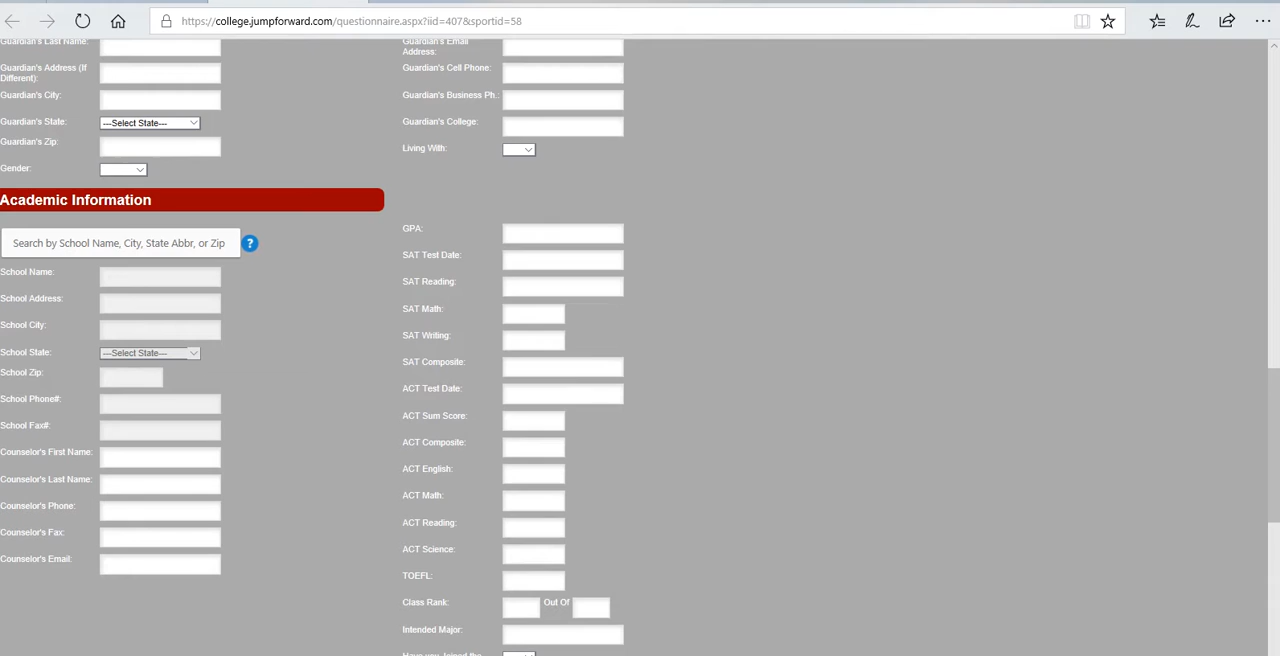 https://college.jumpforward.com/questionnaire.aspx?iid=407&sportid=58
Guardian's Last Name:
Guardian's Address (If
Different):
Guardian's City:
Guardian's State:
---Select State---
Guardian's Zip:
Gender:
Guardian's Email
Address:
Guardian's Cell Phone:
Guardian's Business Ph.:
Guardian's College:
Living With:
Academic Information
Search by School Name, City, State Abbr, or Zip
?
School Name:
School Address:
School City:
School State:
---Select State---
School Zip:
School Phone#:
School Fax#:
Counselor's First Name:
Counselor's Last Name:
Counselor's Phone:
Counselor's Fax:
Counselor's Email:
GPA:
SAT Test Date:
SAT Reading:
SAT Math:
SAT Writing:
SAT Composite:
ACT Test Date:
ACT Sum Score:
ACT Composite:
ACT English:
ACT Math:
ACT Reading:
ACT Science:
TOEFL:
Class Rank:
Out Of
Intended Major:
Have you Joined the